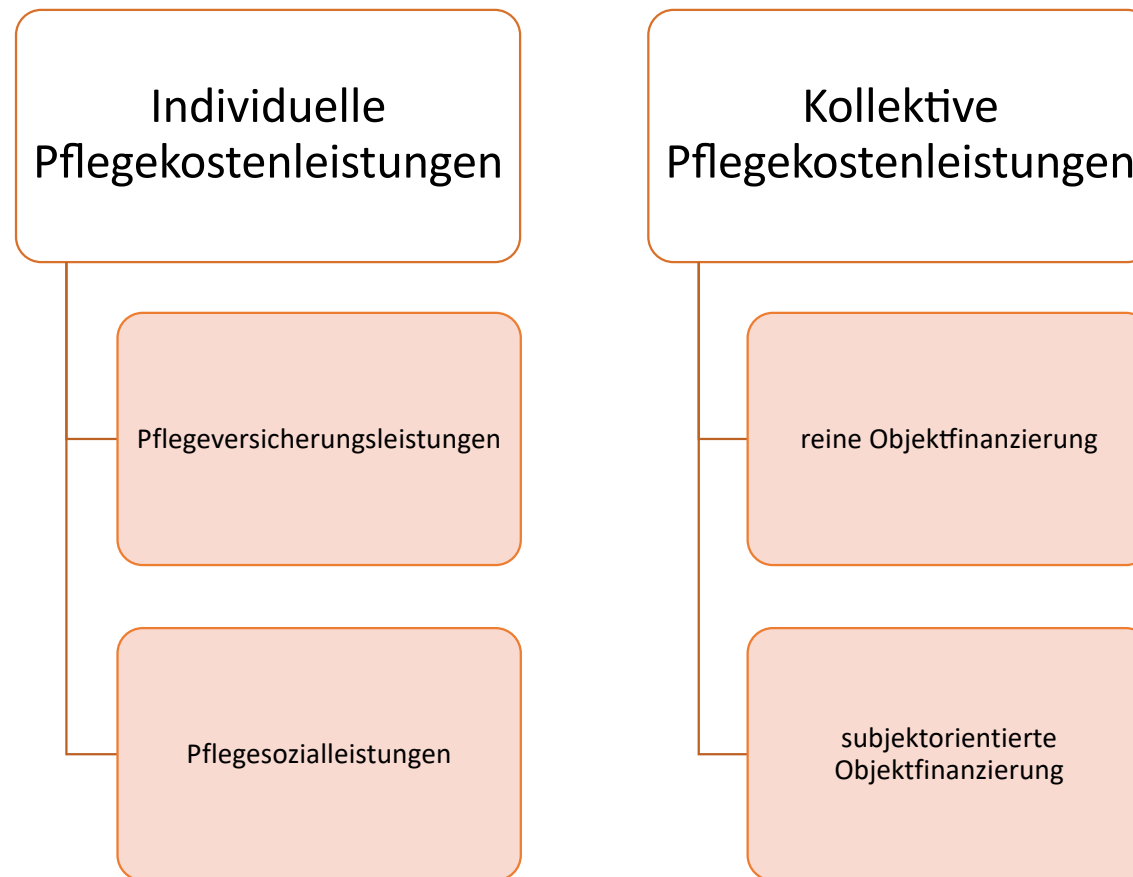 Individuelle
Pflegekostenleistungen
Pflegeversicherungsleistungen
Pflegesozialleistungen
Kollektive
Pflegekostenleistungen
reine Objektfinanzierung
subjektorientierte
Objektfinanzierung